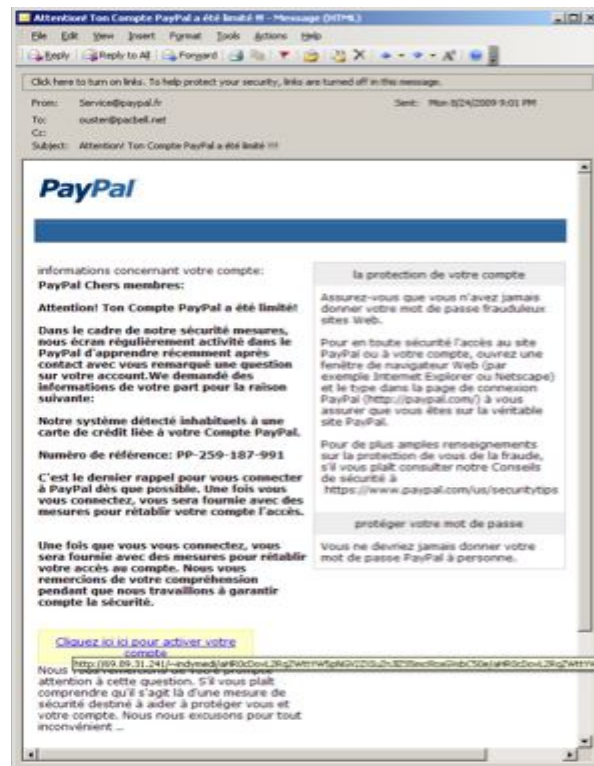 Attention! Ton Compte PayPal a été limité !!! - Message (HTML)
File Edit View Insert Format Tools Actions Help
Reply Reply to All Forward
Click here to turn on links. To help protect your security, links are turned off in this message.
From: Service@paypal.fr Sent: Mon 8/24/2009 9:01 PM
To: ouster@pacbell.net
Cc:
Subject: Attention! Ton Compte PayPal a été limité !!!
PayPal
informations concernant votre compte:
PayPal Chers membres:
Attention! Ton Compte PayPal a été limité!
Dans le cadre de notre sécurité mesures,
nous écran régulièrement activité dans le
PayPal d'apprendre récemment après
contact avec vous remarqué une question
sur votre account.We demandé des
informations de votre part pour la raison
suivante:
Notre système détecté inhabituels à une
carte de crédit liée à votre Compte PayPal.
Numéro de référence: PP-259-187-991
C'est le dernier rappel pour vous connecter
à PayPal dès que possible. Une fois vous
vous connectez, vous sera fournie avec des
mesures pour rétablir votre compte l'accès.
Une fois que vous vous connectez, vous
sera fournie avec des mesures pour rétablir
votre accès au compte. Nous vous
remercions de votre compréhension
pendant que nous travaillons à garantir
compte la sécurité.
Cliquez ici ici pour activer votre
compte
http://89.89.31.241/~indymedi/
Nous vous remercions de votre prompte
attention à cette question. S'il vous plaît
comprendre qu'il s'agit là d'une mesure de
sécurité destiné à aider à protéger vous et
votre compte. Nous nous excusons pour tout
inconvénient ...
la protection de votre compte
Assurez-vous que vous n'avez jamais
donner votre mot de passe frauduleux
sites Web.
Pour en toute sécurité l'accès au site
PayPal ou à votre compte, ouvrez une
fenêtre de navigateur Web (par
exemple Internet Explorer ou Netscape)
et le type dans la page de connexion
PayPal (http://paypal.com/) à vous
assurer que vous êtes sur la véritable
site PayPal.
Pour de plus amples renseignements
sur la protection de vous de la fraude,
s'il vous plaît consulter notre Conseils
de sécurité à
https://www.paypal.com/us/securitytips
protéger votre mot de passe
Vous ne devriez jamais donner votre
mot de passe PayPal à personne.